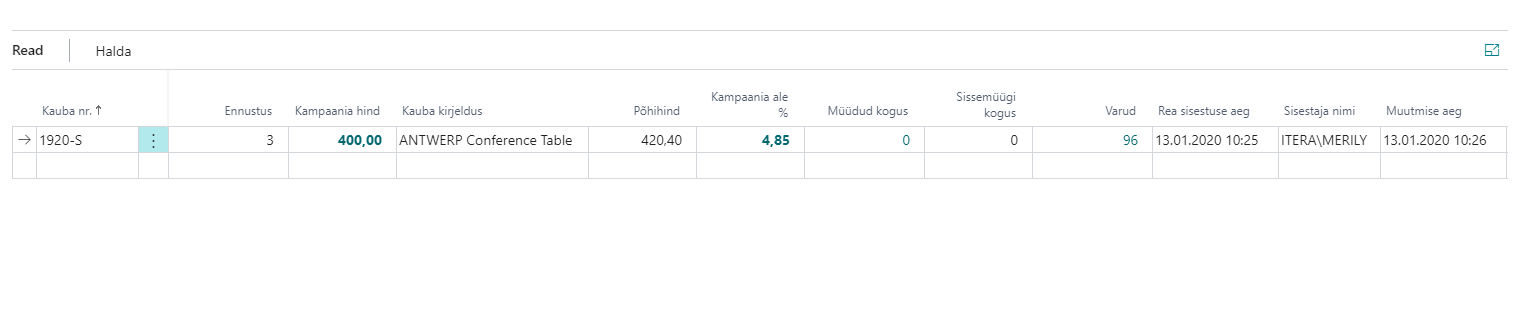 Read Halda
Kauba nr. ↑ Ennustus Kampaania hind Kauba kirjeldus Põhihind Kampaania ale % Müüdud kogus Sissemüügi kogus Varud Rea sisestuse aeg Sisestaja nimi Muutmise aeg
→ 1920-S ⋮ 3 400,00 ANTWERP Conference Table 420,40 4,85 0 0 96 13.01.2020 10:25 ITERA\MERILY 13.01.2020 10:26